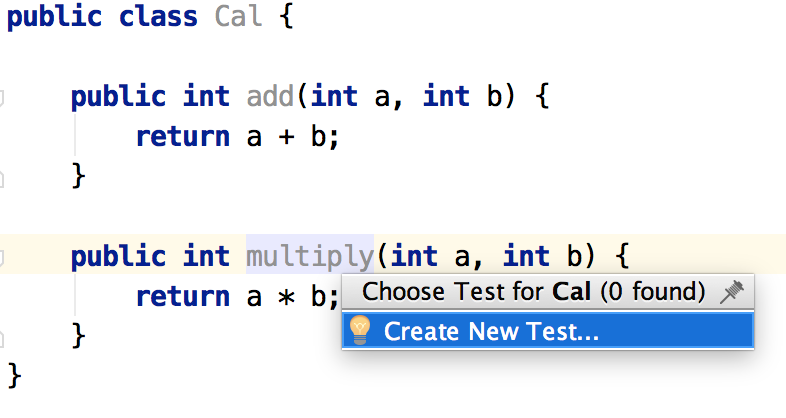 public class Cal {
public int add(int a, int b) {
return a + b;
}
public int multiply(int a, int b) {
return a * b;
Choose Test for Cal (0 found)
Create New Test...
}
}